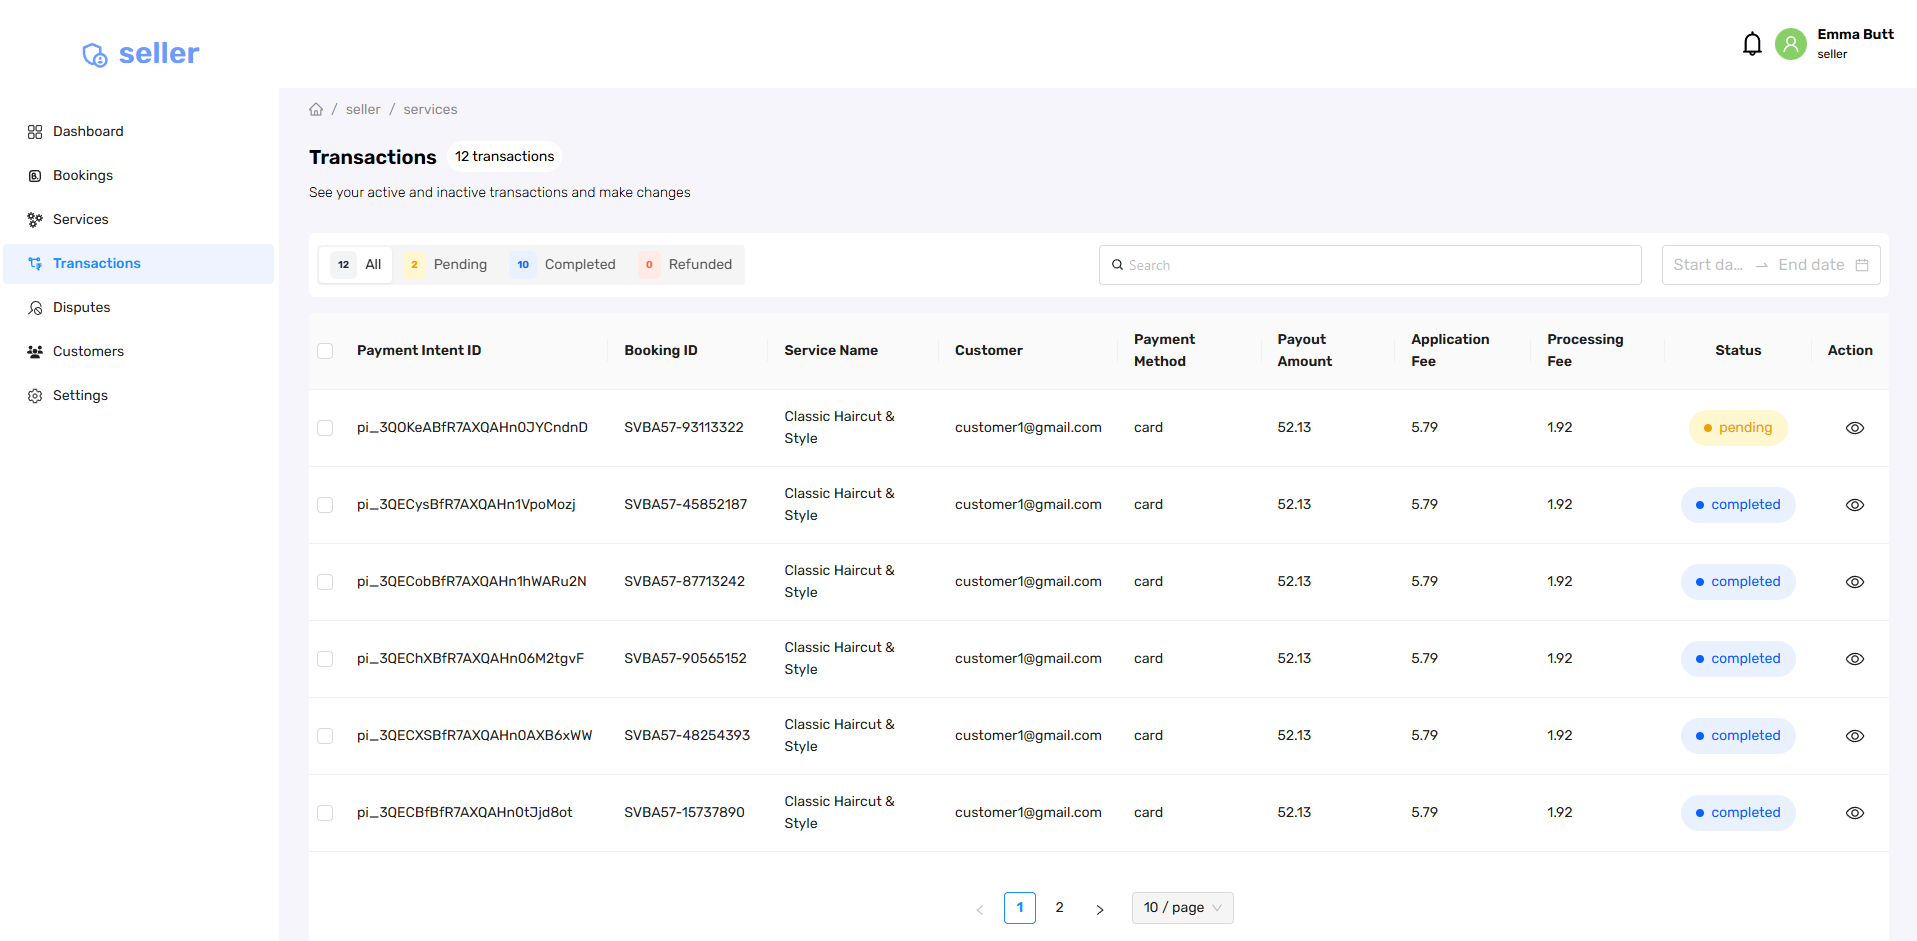 seller
Emma Butt
seller
Dashboard
Bookings
Services
Transactions
Disputes
Customers
Settings
/ seller / services
Transactions 12 transactions
See your active and inactive transactions and make changes
12 All 2 Pending 10 Completed 0 Refunded
Search
Start da... → End date
Payment Intent ID Booking ID Service Name Customer Payment Method Payout Amount Application Fee Processing Fee Status Action
pi_3QOKeABfR7AXQAHn0JYCndnD SVBA57-93113322 Classic Haircut & Style customer1@gmail.com card 52.13 5.79 1.92 pending
pi_3QECysBfR7AXQAHn1VpoMozj SVBA57-45852187 Classic Haircut & Style customer1@gmail.com card 52.13 5.79 1.92 completed
pi_3QECobBfR7AXQAHn1hWARu2N SVBA57-87713242 Classic Haircut & Style customer1@gmail.com card 52.13 5.79 1.92 completed
pi_3QEChXBfR7AXQAHn06M2tgvF SVBA57-90565152 Classic Haircut & Style customer1@gmail.com card 52.13 5.79 1.92 completed
pi_3QECXSBfR7AXQAHn0AXB6xWW SVBA57-48254393 Classic Haircut & Style customer1@gmail.com card 52.13 5.79 1.92 completed
pi_3QECBfBfR7AXQAHn0tJjd8ot SVBA57-15737890 Classic Haircut & Style customer1@gmail.com card 52.13 5.79 1.92 completed
< 1 2 > 10 / page